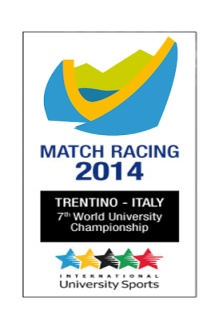 MATCH RACING
2014
TRENTINO - ITALY
7th World University
Championship
INTERNATIONAL
University Sports